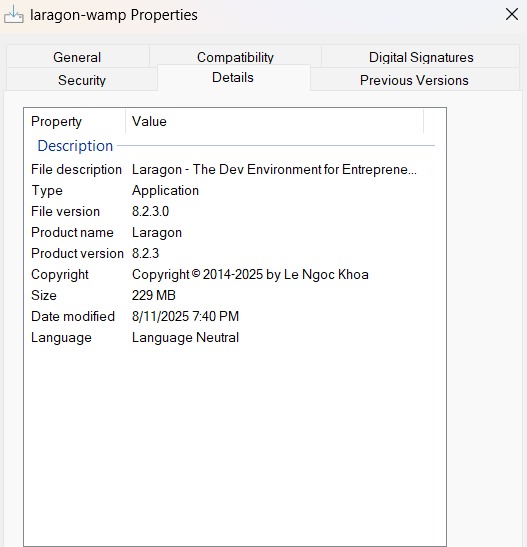 laragon-wamp Properties
General Compatibility Digital Signatures
Security Details Previous Versions
Property Value
Description
File description Laragon - The Dev Environment for Entreprene...
Type Application
File version 8.2.3.0
Product name Laragon
Product version 8.2.3
Copyright Copyright © 2014-2025 by Le Ngoc Khoa
Size 229 MB
Date modified 8/11/2025 7:40 PM
Language Language Neutral